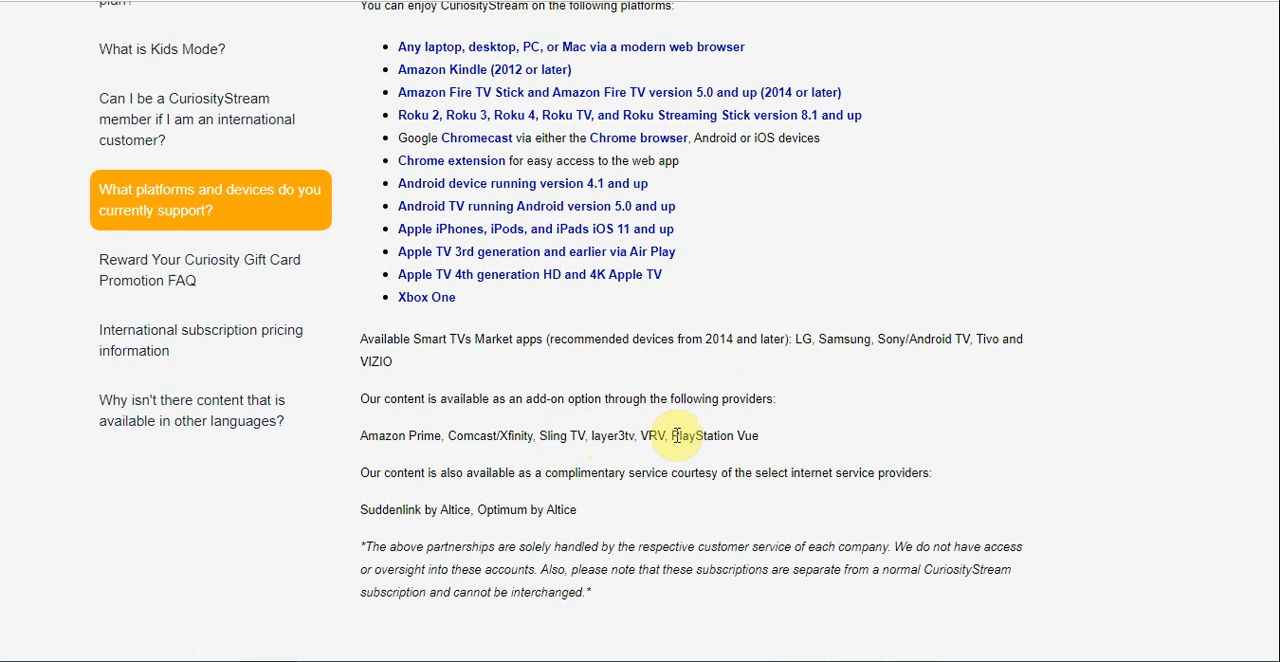 You can enjoy CuriosityStream on the following platforms:
plan?
What is Kids Mode?
Can I be a CuriosityStream
member if I am an international
customer?
What platforms and devices do you
currently support?
Reward Your Curiosity Gift Card
Promotion FAQ
International subscription pricing
information
Why isn't there content that is
available in other languages?
Any laptop, desktop, PC, or Mac via a modern web browser
Amazon Kindle (2012 or later)
Amazon Fire TV Stick and Amazon Fire TV version 5.0 and up (2014 or later)
Roku 2, Roku 3, Roku 4, Roku TV, and Roku Streaming Stick version 8.1 and up
Google Chromecast via either the Chrome browser, Android or iOS devices
Chrome extension for easy access to the web app
Android device running version 4.1 and up
Android TV running Android version 5.0 and up
Apple iPhones, iPods, and iPads iOS 11 and up
Apple TV 3rd generation and earlier via Air Play
Apple TV 4th generation HD and 4K Apple TV
Xbox One
Available Smart TVs Market apps (recommended devices from 2014 and later): LG, Samsung, Sony/Android TV, Tivo and
VIZIO
Our content is available as an add-on option through the following providers:
Amazon Prime, Comcast/Xfinity, Sling TV, layer3tv, VRV, PlayStation Vue
Our content is also available as a complimentary service courtesy of the select internet service providers:
Suddenlink by Altice, Optimum by Altice
*The above partnerships are solely handled by the respective customer service of each company. We do not have access
or oversight into these accounts. Also, please note that these subscriptions are separate from a normal CuriosityStream
subscription and cannot be interchanged.*